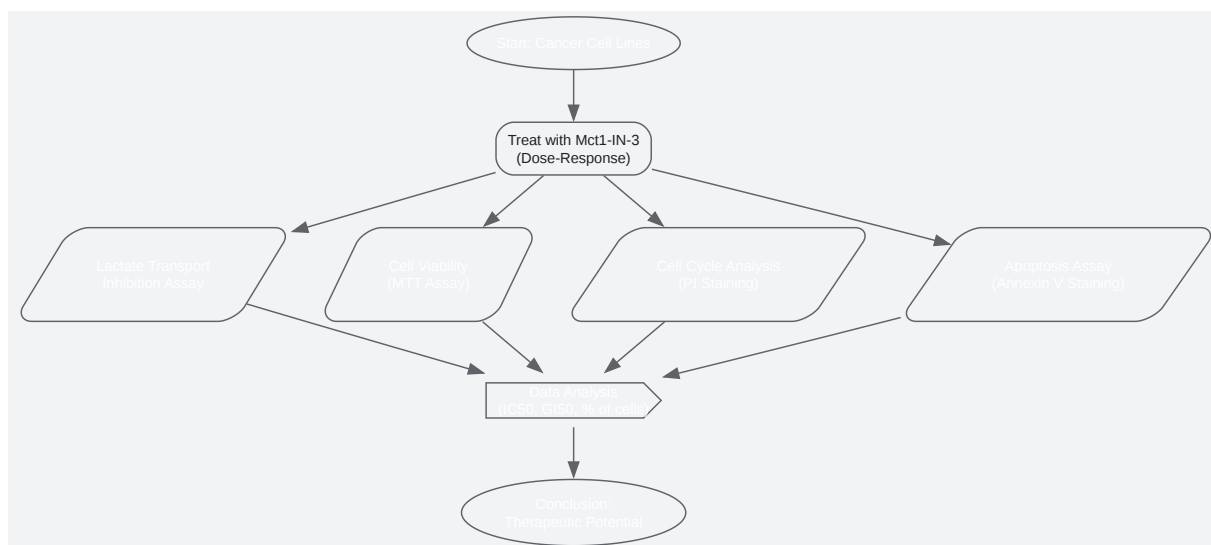 Start: Cancer Cell Lines
Treat with Mct1-IN-3
(Dose-Response)
Lactate Transport
Inhibition Assay
Cell Viability
(MTT Assay)
Cell Cycle Analysis
(PI Staining)
Apoptosis Assay
(Annexin V Staining)
Data Analysis
(IC50, GI50, % of cells)
Conclusion:
Therapeutic Potential